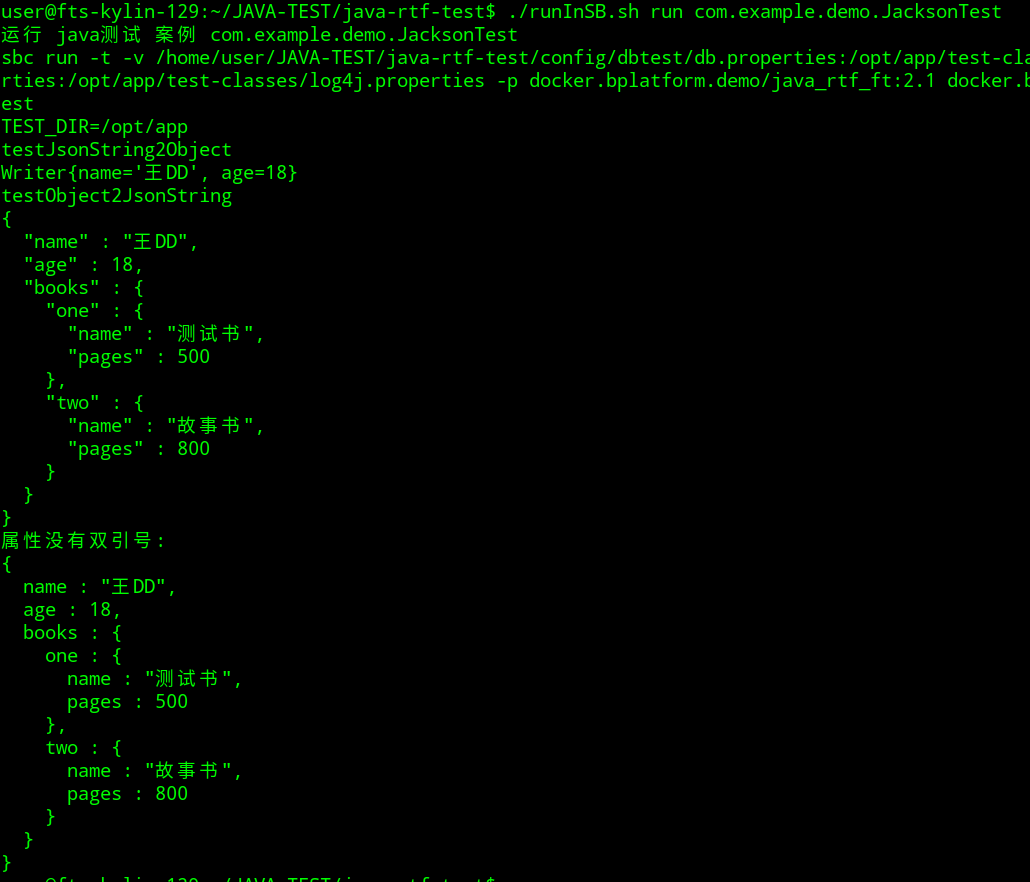 user@fts-kylin-129:~/JAVA-TEST/java-rtf-test$ ./runInSB.sh run com.example.demo.JacksonTest
运行 java测试 案例 com.example.demo.JacksonTest
sbc run -t -v /home/user/JAVA-TEST/java-rtf-test/config/dbtest/db.properties:/opt/app/test-cla
rties:/opt/app/test-classes/log4j.properties -p docker.bplatform.demo/java_rtf_ft:2.1 docker.b
est
TEST_DIR=/opt/app
testJsonString2Object
Writer{name='王DD', age=18}
testObject2JsonString
{
  "name" : "王DD",
  "age" : 18,
  "books" : {
    "one" : {
      "name" : "测试书",
      "pages" : 500
    },
    "two" : {
      "name" : "故事书",
      "pages" : 800
    }
  }
}
属性没有双引号:
{
  name : "王DD",
  age : 18,
  books : {
    one : {
      name : "测试书",
      pages : 500
    },
    two : {
      name : "故事书",
      pages : 800
    }
  }
}